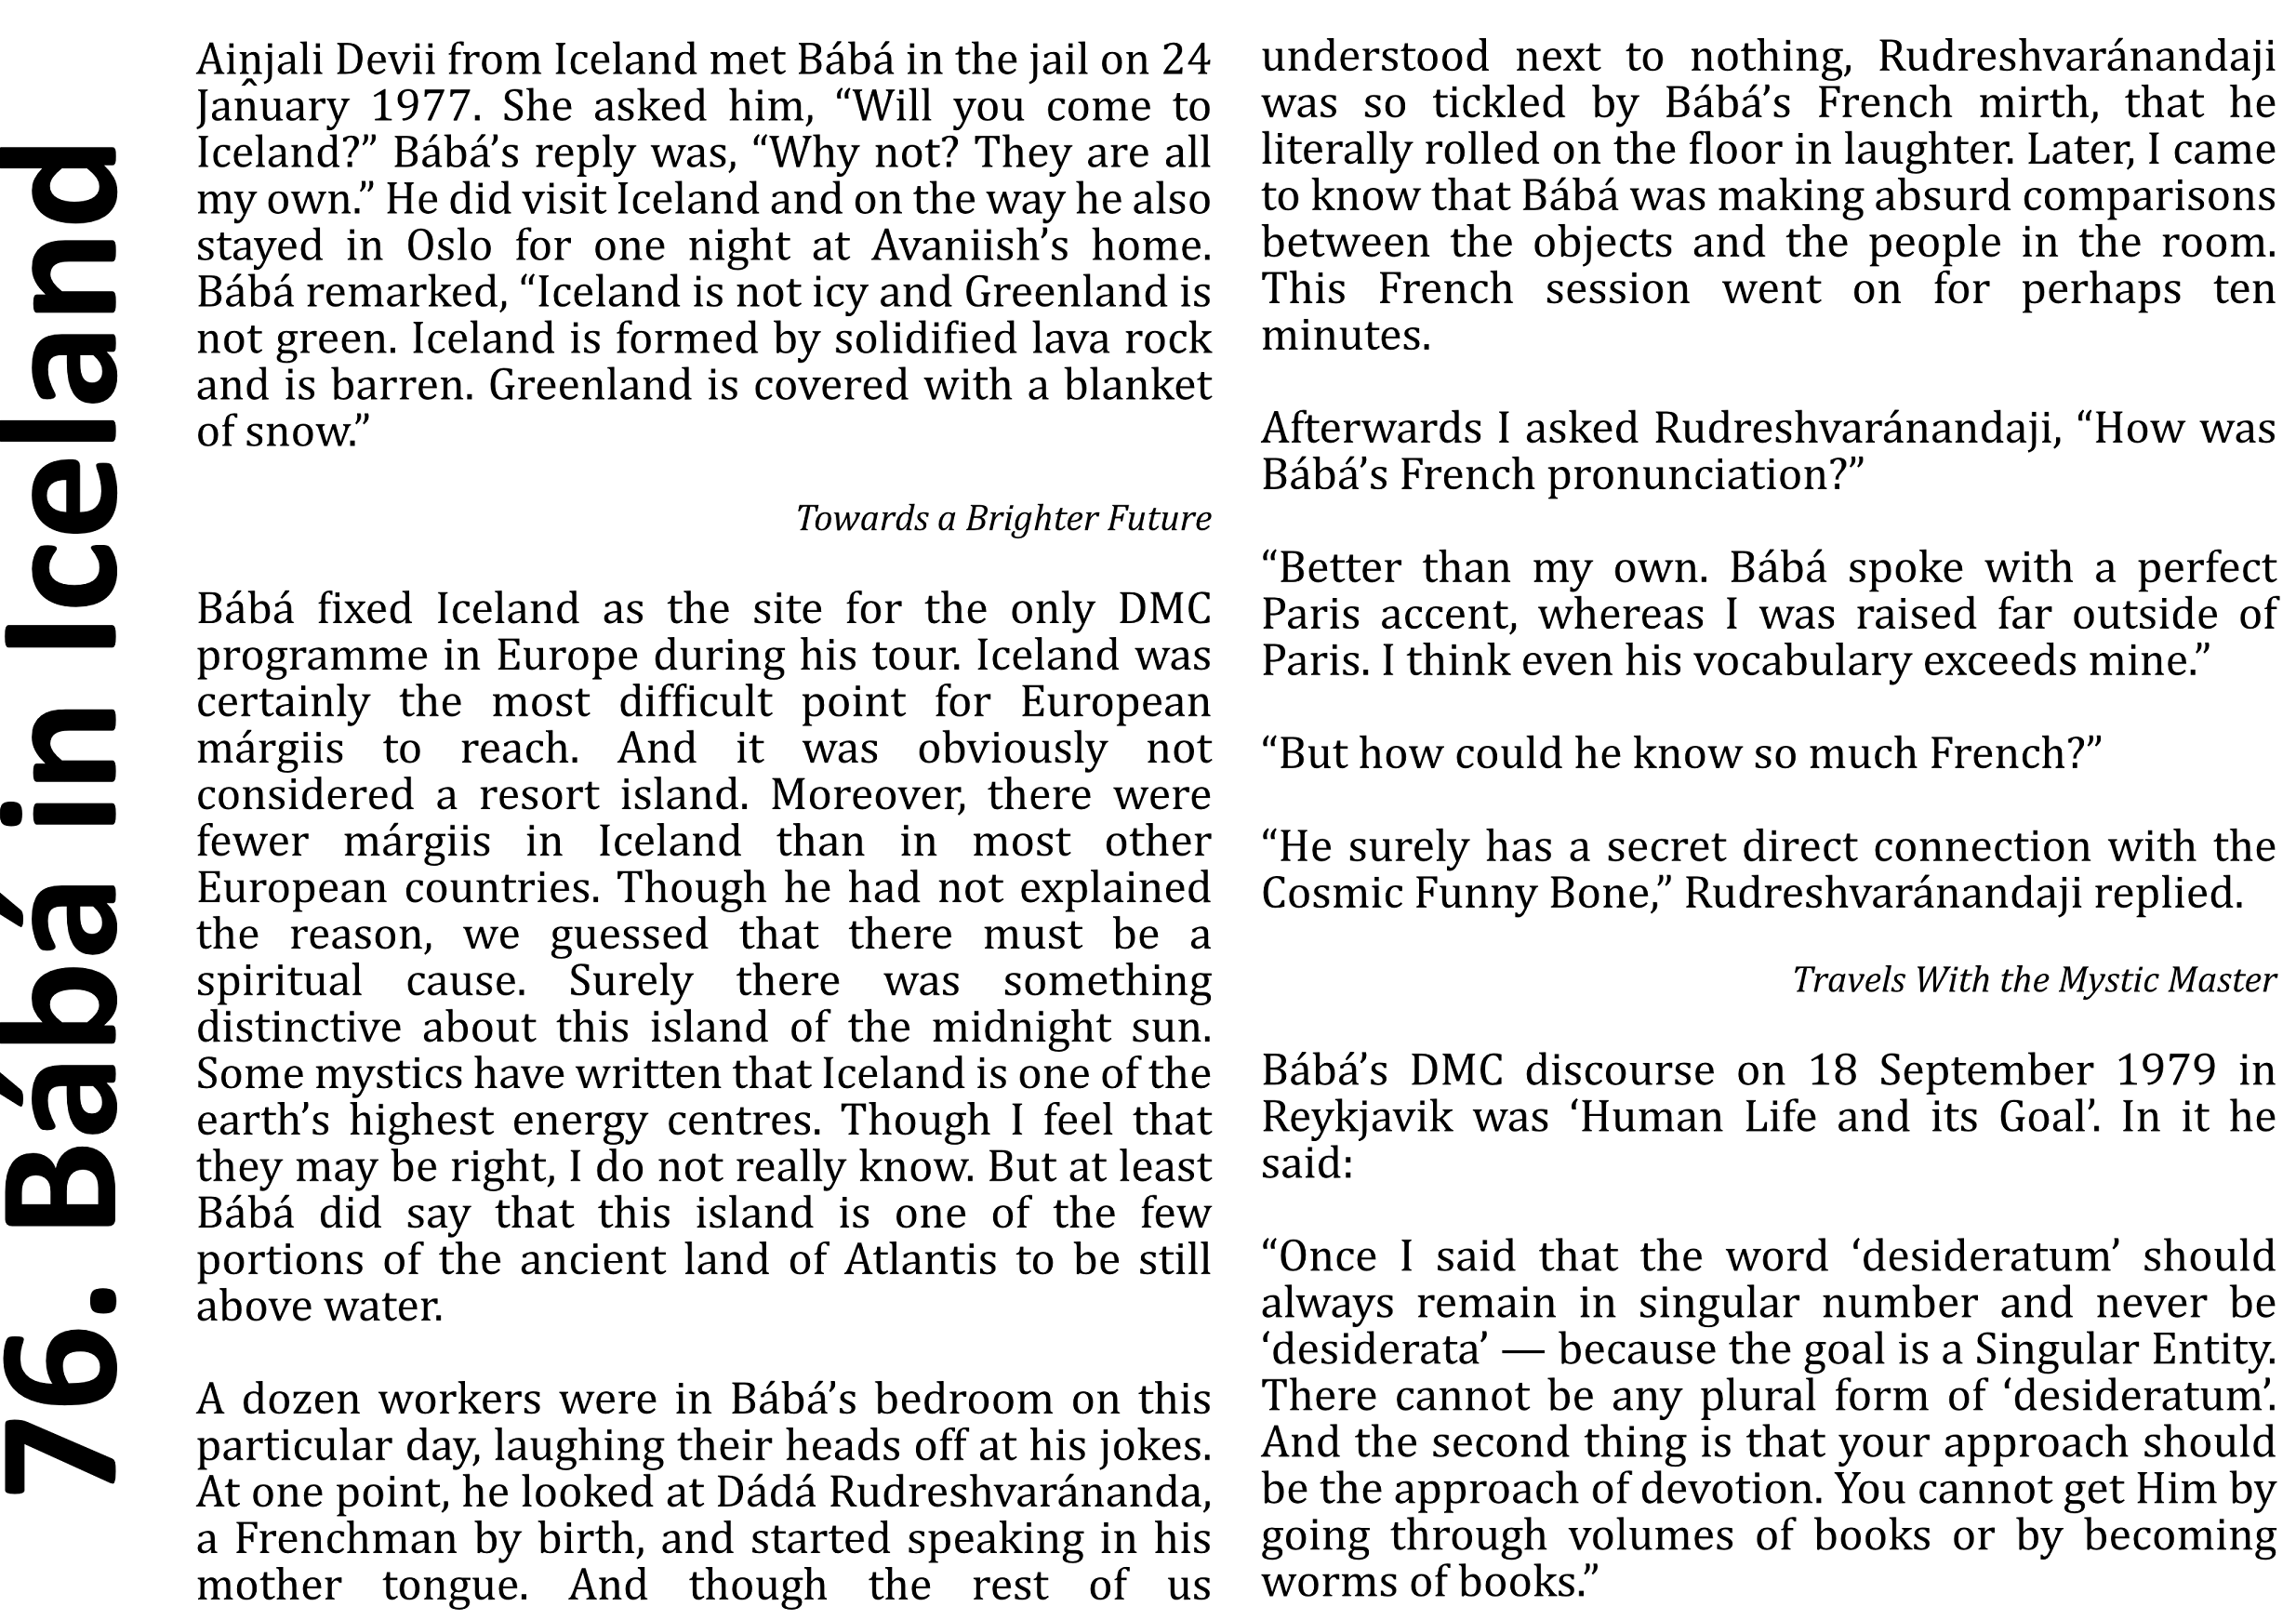 76. Bábá in Iceland
Aiṋjali Devii from Iceland met Bábá in the jail on 24
January 1977. She asked him, “Will you come to
Iceland?” Bábá’s reply was, “Why not? They are all
my own.” He did visit Iceland and on the way he also
stayed in Oslo for one night at Avaniish’s home.
Bábá remarked, “Iceland is not icy and Greenland is
not green. Iceland is formed by solidified lava rock
and is barren. Greenland is covered with a blanket
of snow.”
Towards a Brighter Future
Bábá fixed Iceland as the site for the only DMC
programme in Europe during his tour. Iceland was
certainly the most difficult point for European
márgiis to reach. And it was obviously not
considered a resort island. Moreover, there were
fewer márgiis in Iceland than in most other
European countries. Though he had not explained
the reason, we guessed that there must be a
spiritual cause. Surely there was something
distinctive about this island of the midnight sun.
Some mystics have written that Iceland is one of the
earth’s highest energy centres. Though I feel that
they may be right, I do not really know. But at least
Bábá did say that this island is one of the few
portions of the ancient land of Atlantis to be still
above water.
A dozen workers were in Bábá’s bedroom on this
particular day, laughing their heads off at his jokes.
At one point, he looked at Dádá Rudreshvaránanda,
a Frenchman by birth, and started speaking in his
mother tongue. And though the rest of us
understood next to nothing, Rudreshvaránandaji
was so tickled by Bábá’s French mirth, that he
literally rolled on the floor in laughter. Later, I came
to know that Bábá was making absurd comparisons
between the objects and the people in the room.
This French session went on for perhaps ten
minutes.
Afterwards I asked Rudreshvaránandaji, “How was
Bábá’s French pronunciation?”
“Better than my own. Bábá spoke with a perfect
Paris accent, whereas I was raised far outside of
Paris. I think even his vocabulary exceeds mine.”
“But how could he know so much French?”
“He surely has a secret direct connection with the
Cosmic Funny Bone,” Rudreshvaránandaji replied.
Travels With the Mystic Master
Bábá’s DMC discourse on 18 September 1979 in
Reykjavik was ‘Human Life and its Goal’. In it he
said:
“Once I said that the word ‘desideratum’ should
always remain in singular number and never be
‘desiderata’ — because the goal is a Singular Entity.
There cannot be any plural form of ‘desideratum’.
And the second thing is that your approach should
be the approach of devotion. You cannot get Him by
going through volumes of books or by becoming
worms of books.”